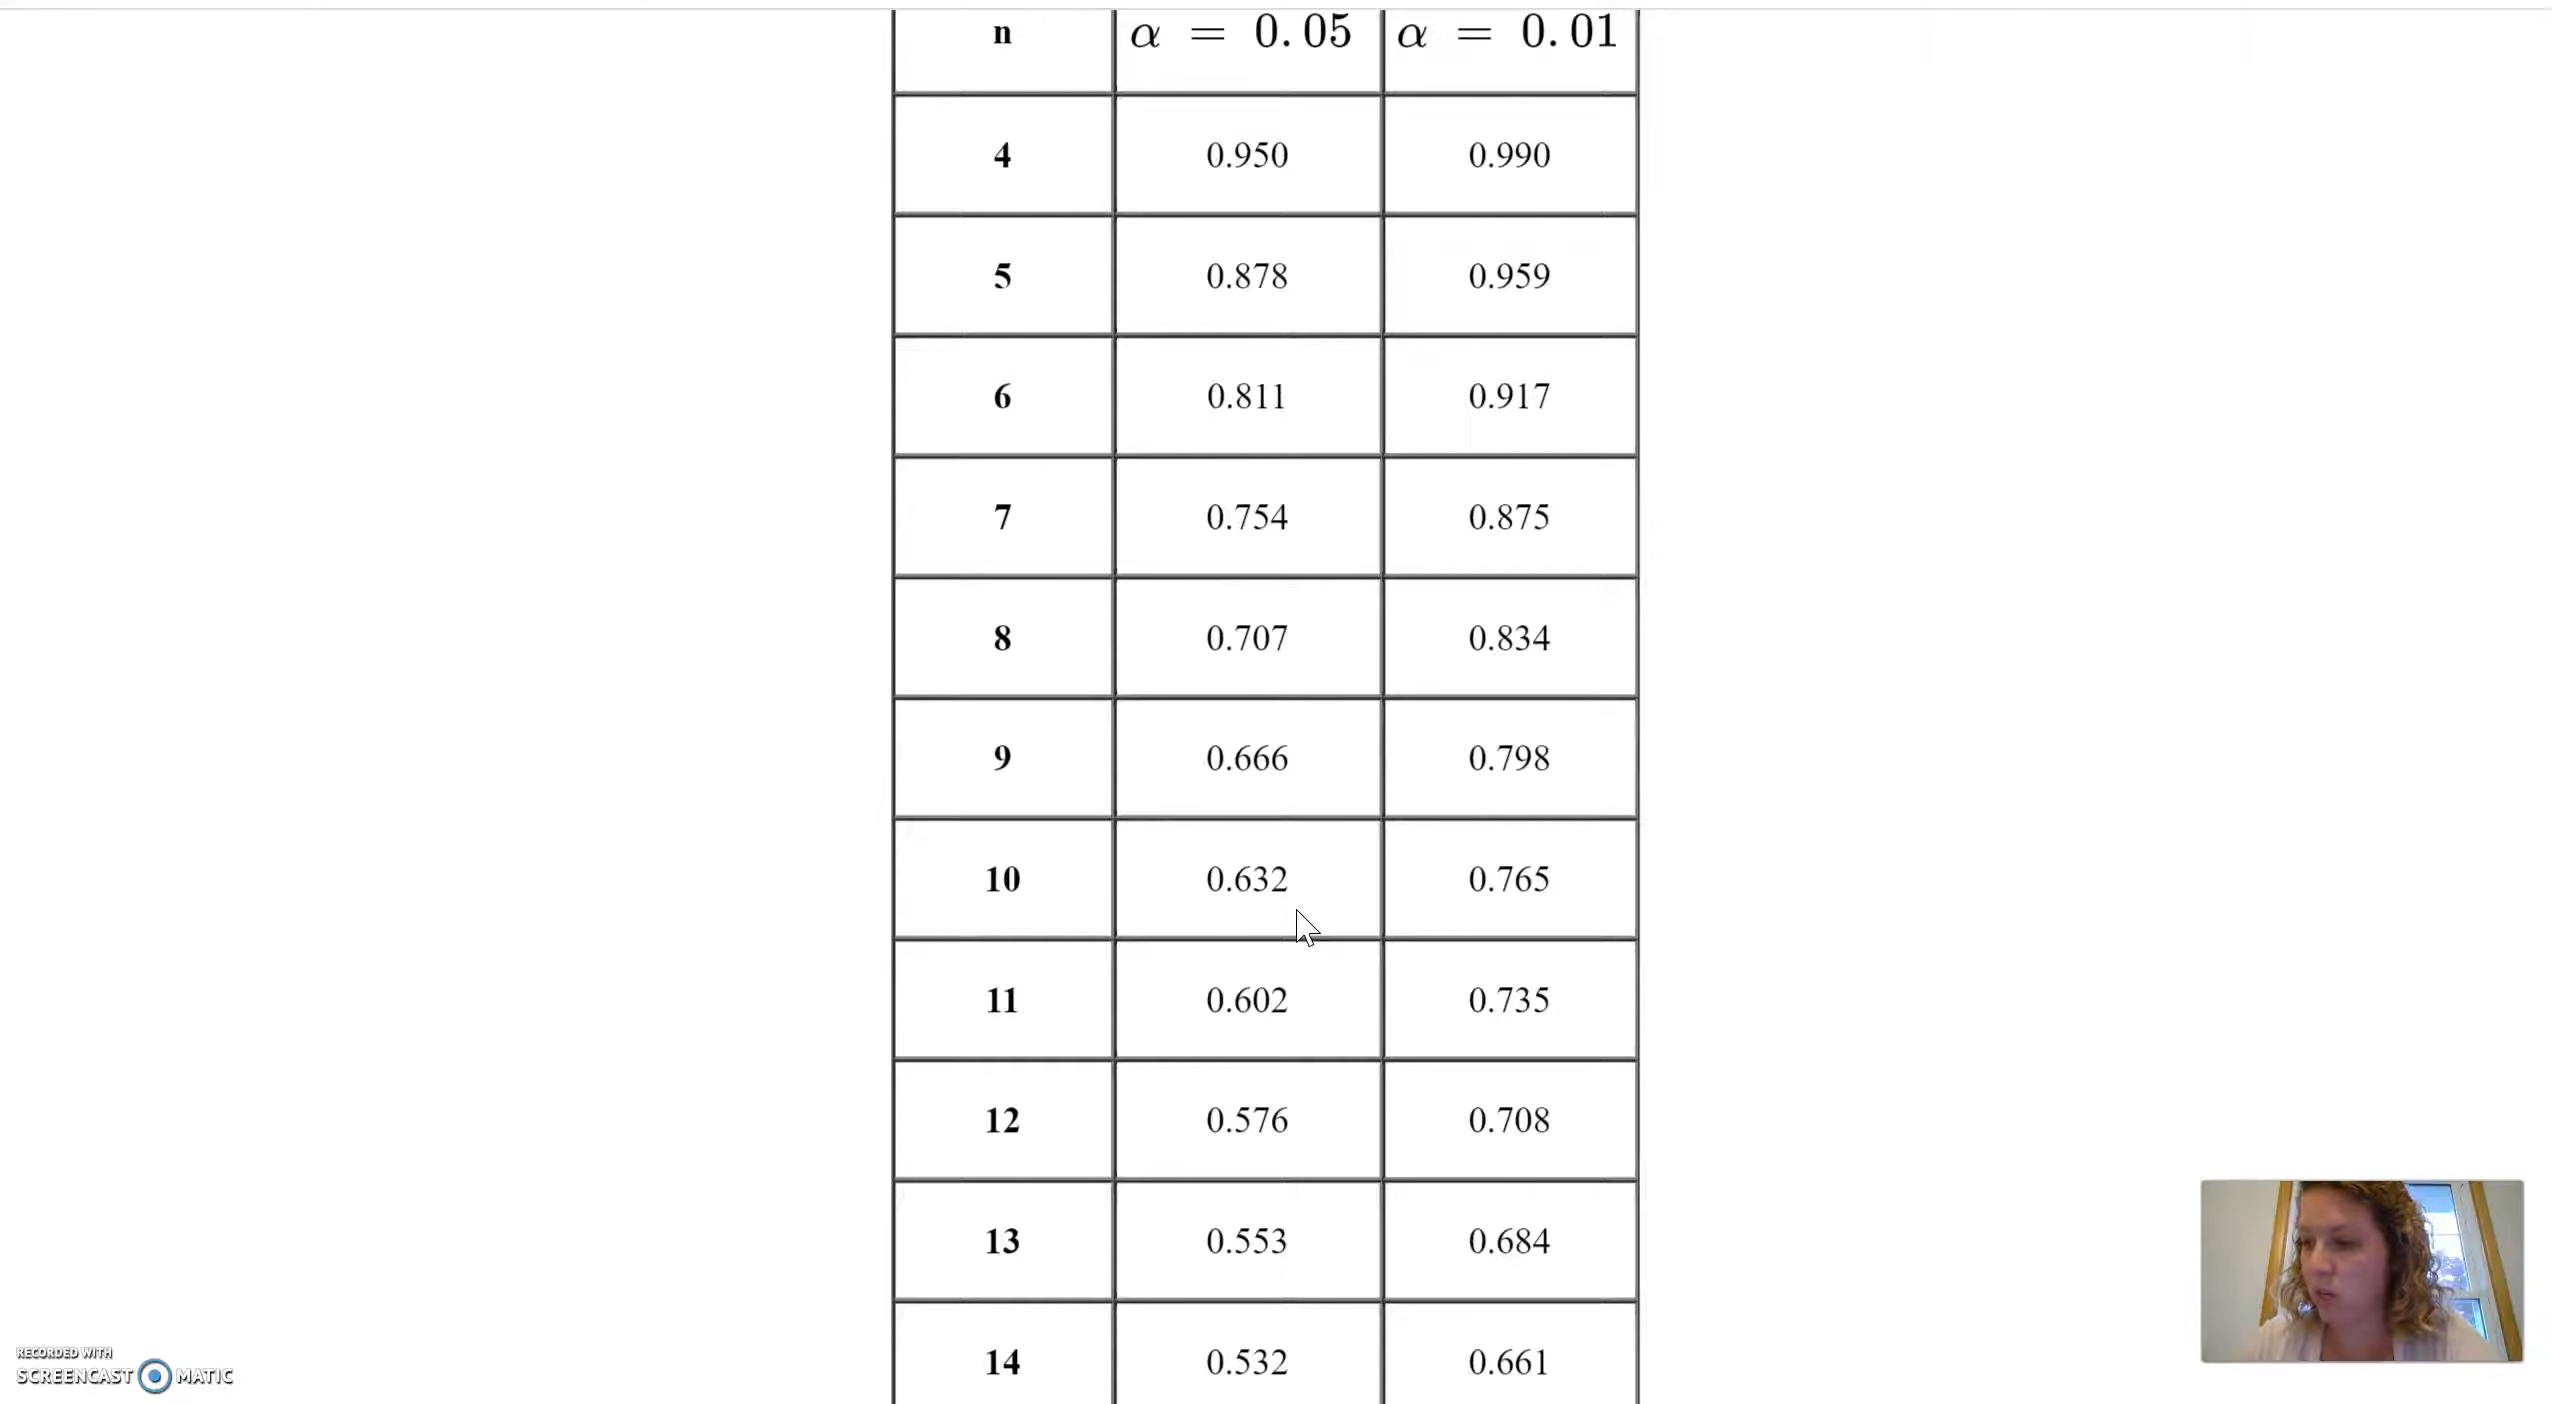 n α = 0.05 α = 0.01
4 0.950 0.990
5 0.878 0.959
6 0.811 0.917
7 0.754 0.875
8 0.707 0.834
9 0.666 0.798
10 0.632 0.765
11 0.602 0.735
12 0.576 0.708
13 0.553 0.684
14 0.532 0.661
RECORDED WITH
SCREENCAST MATIC